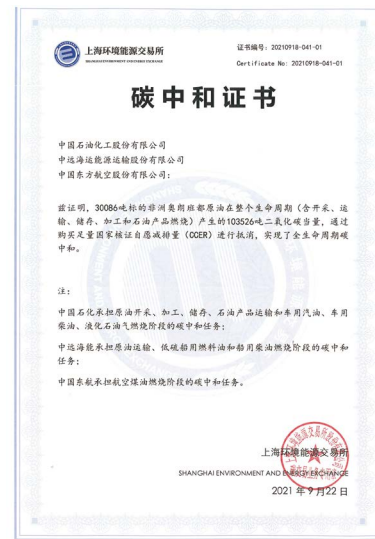 上海环境能源交易所
SHANGHAI ENVIRONMENT AND ENERGY EXCHANGE
证书编号：20210918-041-01
Certificate No: 20210918-041-01
碳中和证书
中国石油化工股份有限公司
中远海运能源运输股份有限公司
中国东方航空股份有限公司：
兹证明，30086吨标的非洲奥朗班都原油在整个生命周期（含开采、运
输、储存、加工和石油产品燃烧）产生的103526吨二氧化碳当量，通过
购买足量国家核证自愿减排量（CCER）进行抵消，实现了全生命周期碳
中和。
注：
中国石化承担原油开采、加工、储存、石油产品运输和车用汽油、车用
柴油、液化石油气燃烧阶段的碳中和任务；
中远海能承担原油运输、低硫船用燃料油和船用柴油燃烧阶段的碳中和
任务；
中国东航承担航空煤油燃烧阶段的碳中和任务。
上海环境能源交易所
SHANGHAI ENVIRONMENT AND ENERGY EXCHANGE
2021 年 9 月 22 日